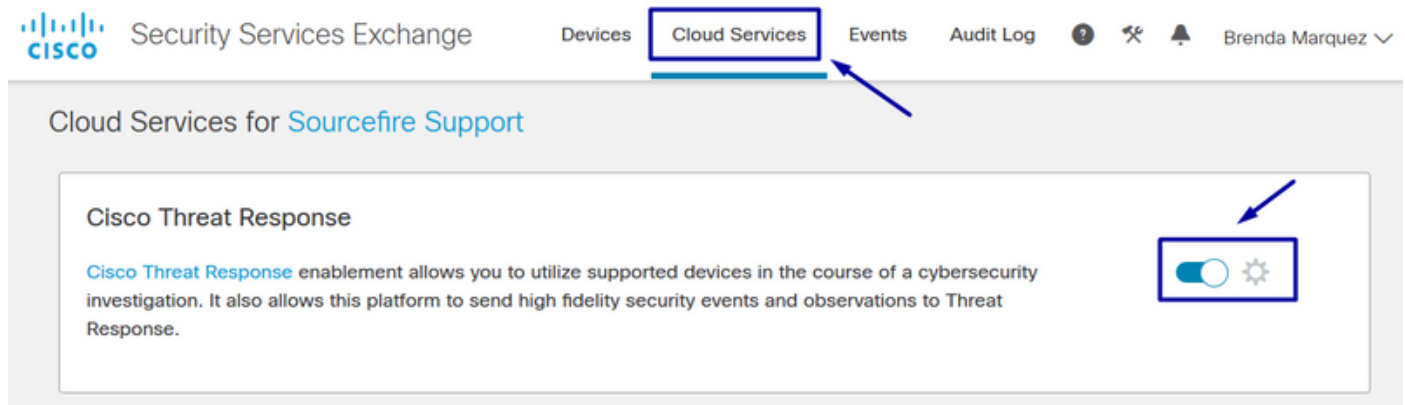 CISCO Security Services Exchange Devices Cloud Services Events Audit Log ? Brenda Marquez
Cloud Services for Sourcefire Support
Cisco Threat Response
Cisco Threat Response enablement allows you to utilize supported devices in the course of a cybersecurity
investigation. It also allows this platform to send high fidelity security events and observations to Threat
Response.